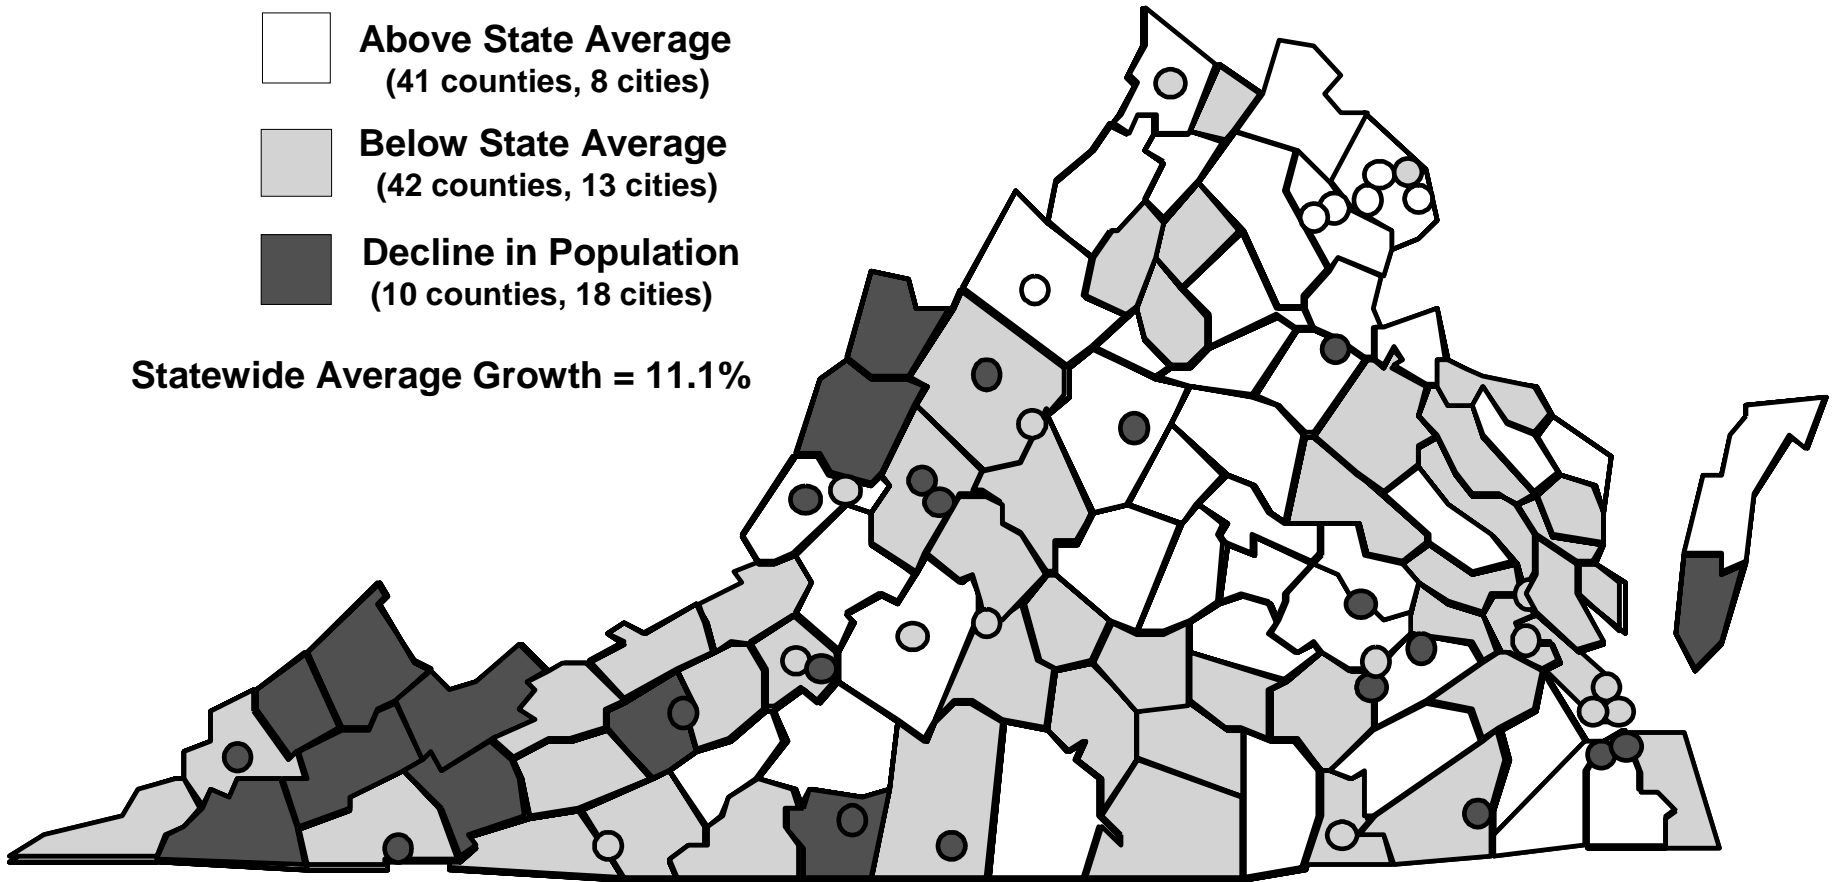 Above State Average
(41 counties, 8 cities)
Below State Average
(42 counties, 13 cities)
Decline in Population
(10 counties, 18 cities)
Statewide Average Growth = 11.1%